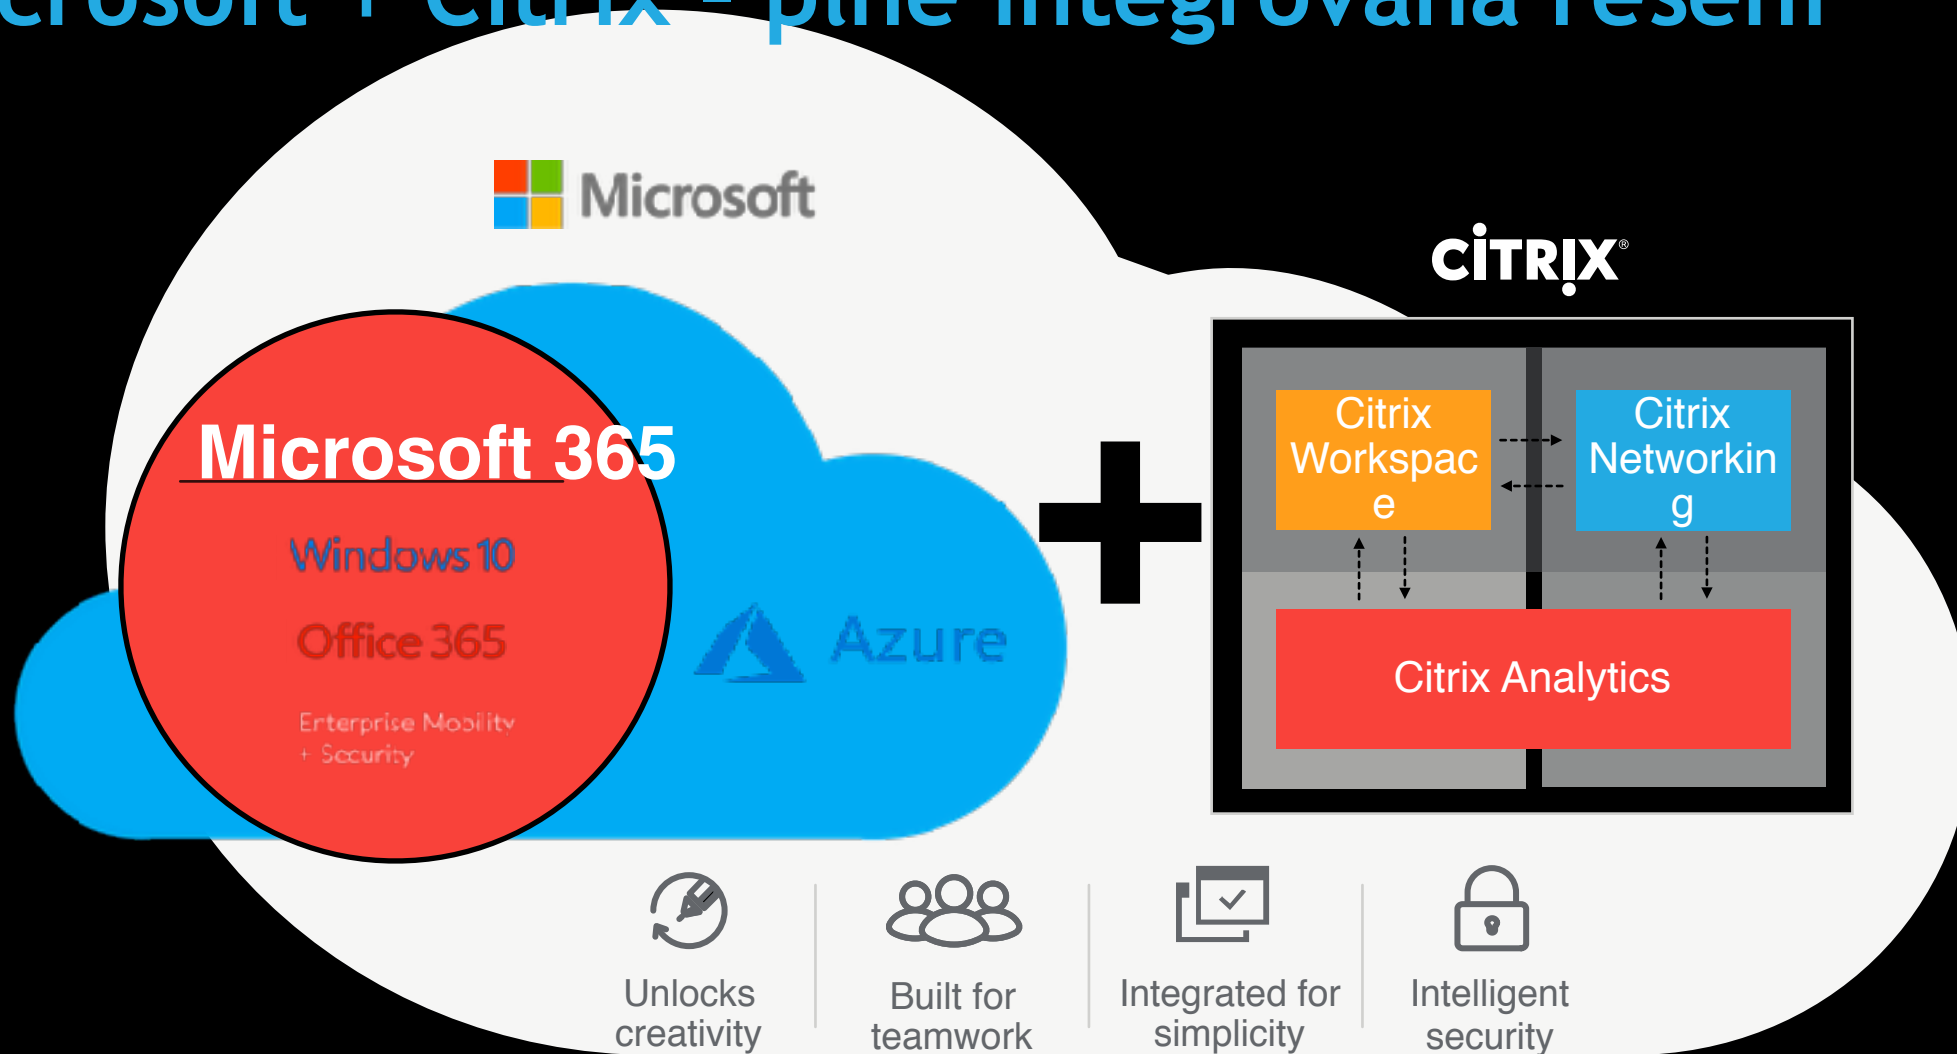 crosoft + Citrix - plně integrovaná řešení
Microsoft
CITRIX®
Microsoft 365
Windows 10
Office 365
Enterprise Mobility
+ Security
Azure
+
Citrix
Workspac
e
Citrix
Networkin
g
Citrix Analytics
Unlocks
creativity
Built for
teamwork
Integrated for
simplicity
Intelligent
security